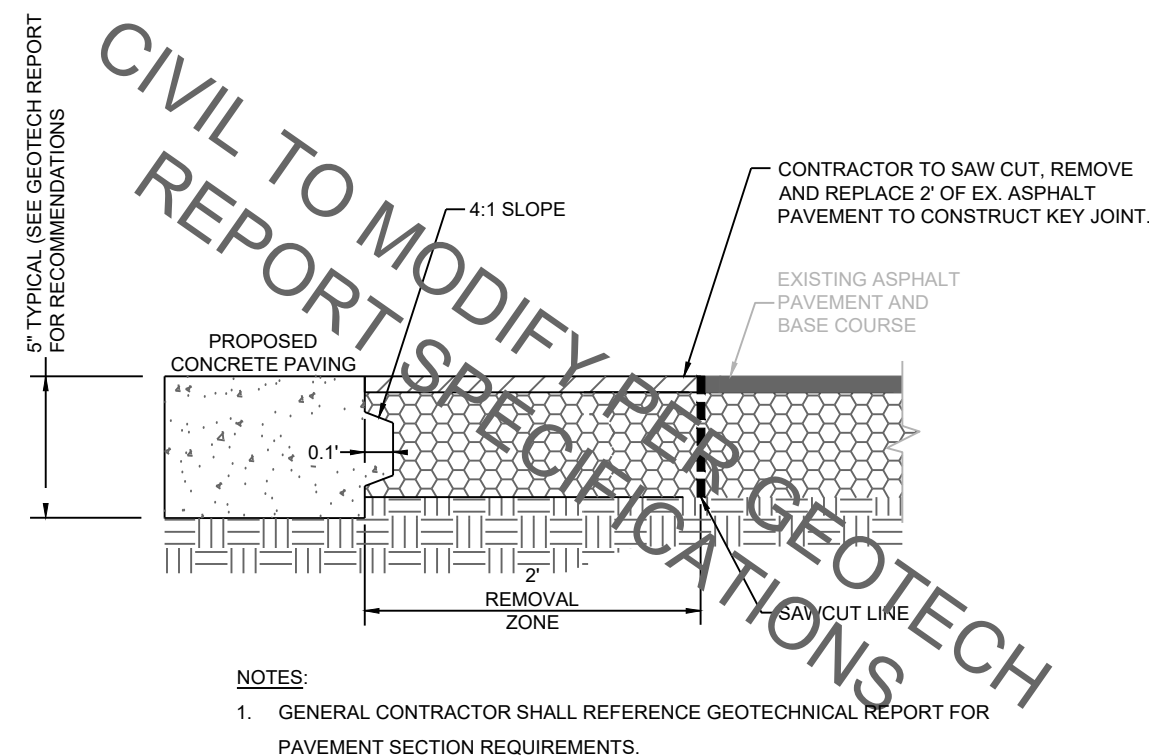 5" TYPICAL (SEE GEOTECH REPORT
FOR RECOMMENDATIONS
CIVIL TO MODIFY PER GEOTECH
REPORT SPECIFICATIONS
4:1 SLOPE
CONTRACTOR TO SAW CUT, REMOVE
AND REPLACE 2' OF EX. ASPHALT
PAVEMENT TO CONSTRUCT KEY JOINT.
EXISTING ASPHALT
PAVEMENT AND
BASE COURSE
PROPOSED
CONCRETE PAVING
0.1'
2'
REMOVAL
ZONE
SAWCUT LINE
NOTES:
1. GENERAL CONTRACTOR SHALL REFERENCE GEOTECHNICAL REPORT FOR
PAVEMENT SECTION REQUIREMENTS.